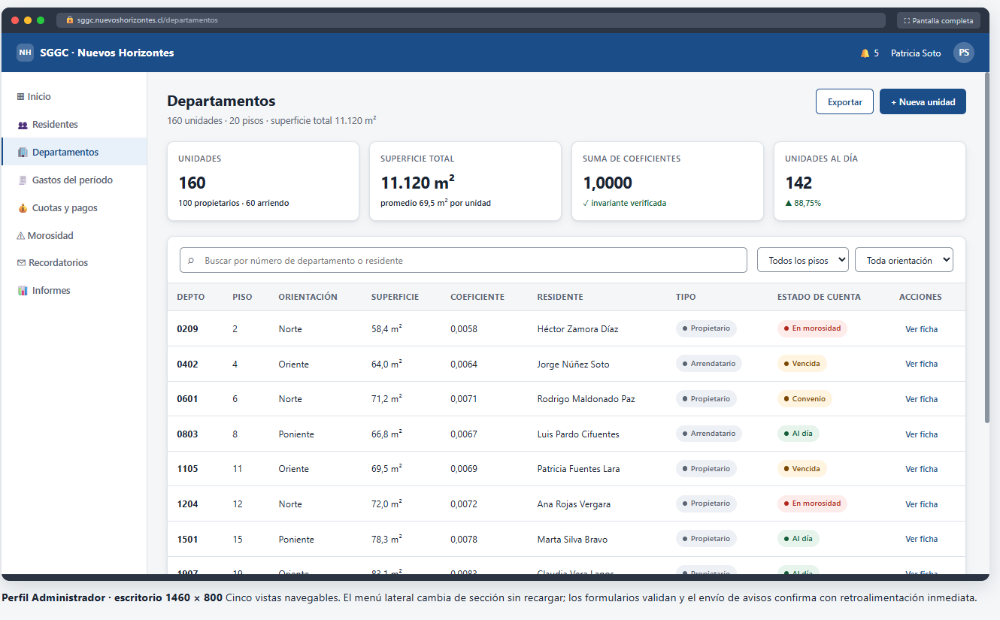 sggc.nuevoshorizontes.cl/departamentos
Pantalla completa
NH SGGC · Nuevos Horizontes
5 Patricia Soto PS
Inicio
Residentes
Departamentos
Gastos del período
Cuotas y pagos
Morosidad
Recordatorios
Informes
Departamentos
160 unidades · 20 pisos · superficie total 11.120 m²
Exportar
+ Nueva unidad
UNIDADES
160
100 propietarios · 60 arriendo
SUPERFICIE TOTAL
11.120 m²
promedio 69,5 m² por unidad
SUMA DE COEFICIENTES
1,0000
✓ invariante verificada
UNIDADES AL DÍA
142
▲ 88,75%
Buscar por número de departamento o residente
Todos los pisos
Toda orientación
DEPTO PISO ORIENTACIÓN SUPERFICIE COEFICIENTE RESIDENTE TIPO ESTADO DE CUENTA ACCIONES
0209 2 Norte 58,4 m² 0,0058 Héctor Zamora Díaz Propietario En morosidad Ver ficha
0402 4 Oriente 64,0 m² 0,0064 Jorge Núñez Soto Arrendatario Vencida Ver ficha
0601 6 Norte 71,2 m² 0,0071 Rodrigo Maldonado Paz Propietario Convenio Ver ficha
0803 8 Poniente 66,8 m² 0,0067 Luis Pardo Cifuentes Arrendatario Al día Ver ficha
1105 11 Oriente 69,5 m² 0,0069 Patricia Fuentes Lara Propietario Vencida Ver ficha
1204 12 Norte 72,0 m² 0,0072 Ana Rojas Vergara Propietario En morosidad Ver ficha
1501 15 Poniente 78,3 m² 0,0078 Marta Silva Bravo Propietario Al día Ver ficha
1907 19 Oriente 83,1 m² 0,0083 Claudia Vera Lagos Propietario Al día Ver ficha
Perfil Administrador · escritorio 1460 × 800 Cinco vistas navegables. El menú lateral cambia de sección sin recargar; los formularios validan y el envío de avisos confirma con retroalimentación inmediata.